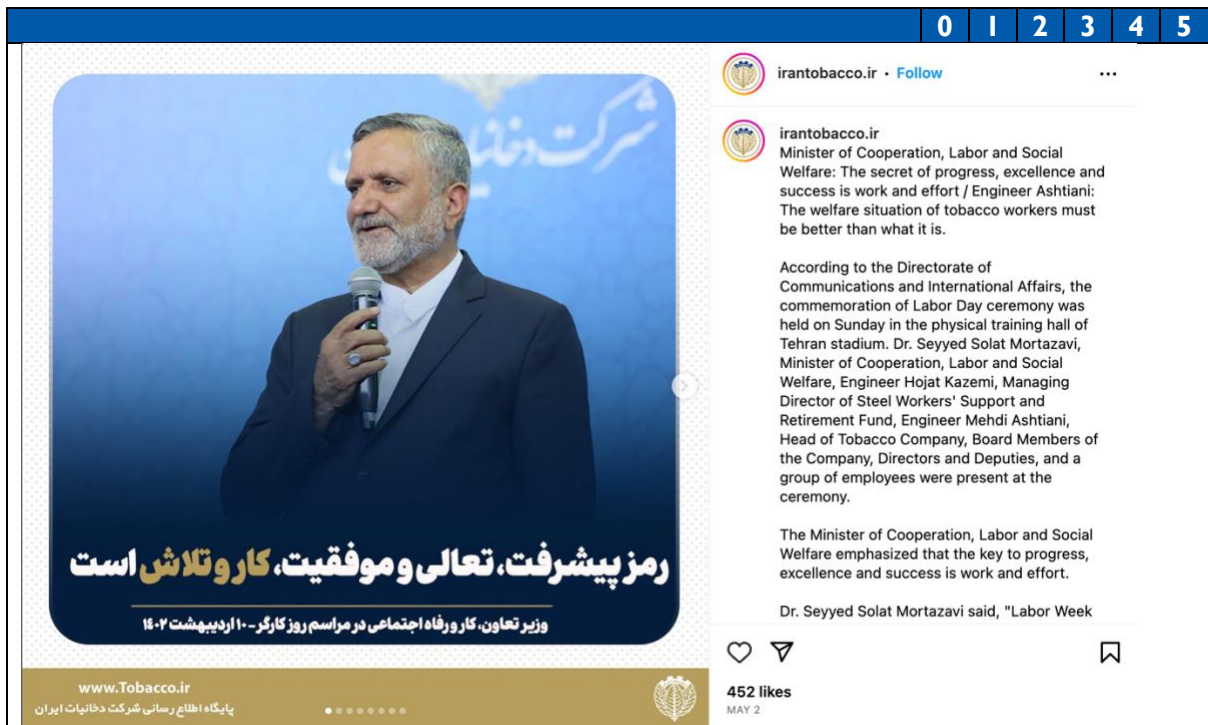 0 1 2 3 4 5
شرکت دخانیات
رمز پیشرفت، تعالی و موفقیت، کار و تلاش است
وزیر تعاون، کار و رفاه اجتماعی در مراسم روز کارگر - ۱۰ اردیبهشت ۱۴۰۲
www.Tobacco.ir
پایگاه اطلاع رسانی شرکت دخانیات ایران
irantobacco.ir • Follow
irantobacco.ir
Minister of Cooperation, Labor and Social
Welfare: The secret of progress, excellence and
success is work and effort / Engineer Ashtiani:
The welfare situation of tobacco workers must
be better than what it is.
According to the Directorate of
Communications and International Affairs, the
commemoration of Labor Day ceremony was
held on Sunday in the physical training hall of
Tehran stadium. Dr. Seyyed Solat Mortazavi,
Minister of Cooperation, Labor and Social
Welfare, Engineer Hojat Kazemi, Managing
Director of Steel Workers' Support and
Retirement Fund, Engineer Mehdi Ashtiani,
Head of Tobacco Company, Board Members of
the Company, Directors and Deputies, and a
group of employees were present at the
ceremony.
The Minister of Cooperation, Labor and Social
Welfare emphasized that the key to progress,
excellence and success is work and effort.
Dr. Seyyed Solat Mortazavi said, "Labor Week
452 likes
MAY 2